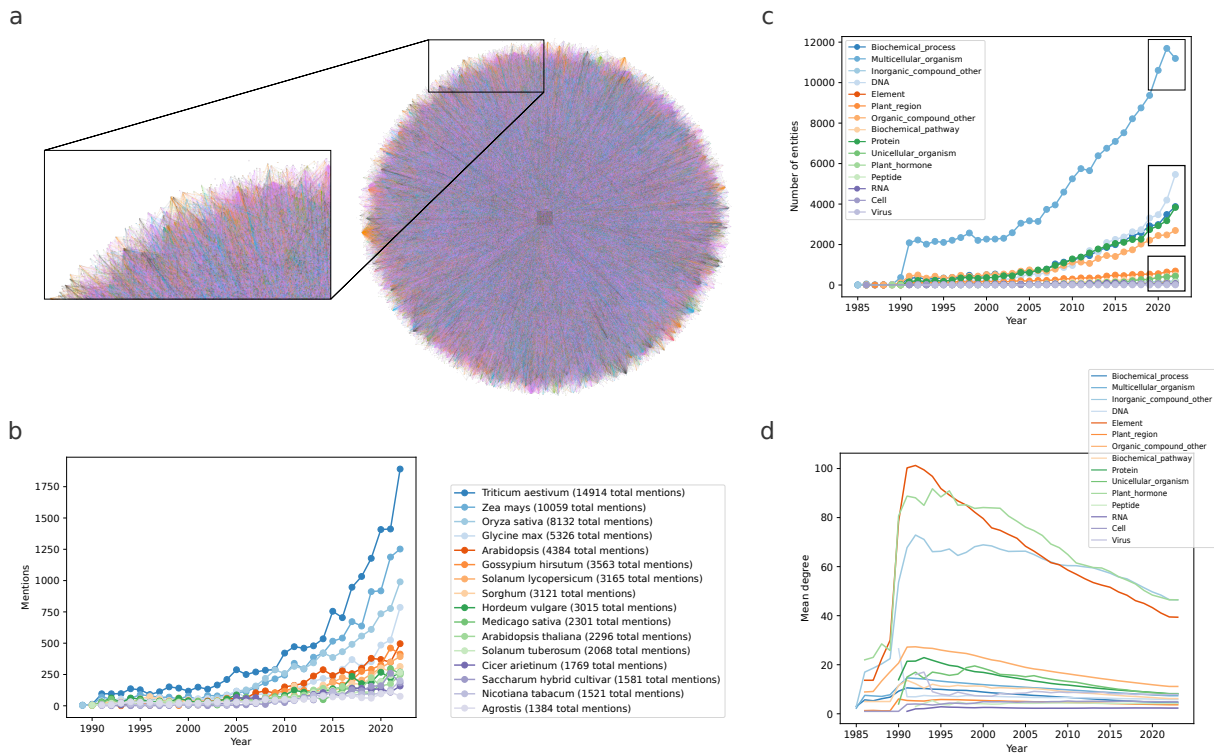 a
b
Mentions
1750
1500
1250
1000
750
500
250
0
1990
1995
2000
2005
2010
2015
2020
Year
Triticum aestivum (14914 total mentions)
Zea mays (10059 total mentions)
Oryza sativa (8132 total mentions)
Glycine max (5326 total mentions)
Arabidopsis (4384 total mentions)
Gossypium hirsutum (3563 total mentions)
Solanum lycopersicum (3165 total mentions)
Sorghum (3121 total mentions)
Hordeum vulgare (3015 total mentions)
Medicago sativa (2301 total mentions)
Arabidopsis thaliana (2296 total mentions)
Solanum tuberosum (2068 total mentions)
Cicer arietinum (1769 total mentions)
Saccharum hybrid cultivar (1581 total mentions)
Nicotiana tabacum (1521 total mentions)
Agrostis (1384 total mentions)
c
Number of entities
12000
10000
8000
6000
4000
2000
0
Biochemical_process
Multicellular_organism
Inorganic_compound_other
DNA
Element
Plant_region
Organic_compound_other
Biochemical_pathway
Protein
Unicellular_organism
Plant_hormone
Peptide
RNA
Cell
Virus
1985
1990
1995
2000
2005
2010
2015
2020
Year
d
Mean degree
100
80
60
40
20
0
Biochemical_process
Multicellular_organism
Inorganic_compound_other
DNA
Element
Plant_region
Organic_compound_other
Biochemical_pathway
Protein
Unicellular_organism
Plant_hormone
Peptide
RNA
Cell
Virus
1985
1990
1995
2000
2005
2010
2015
2020
Year